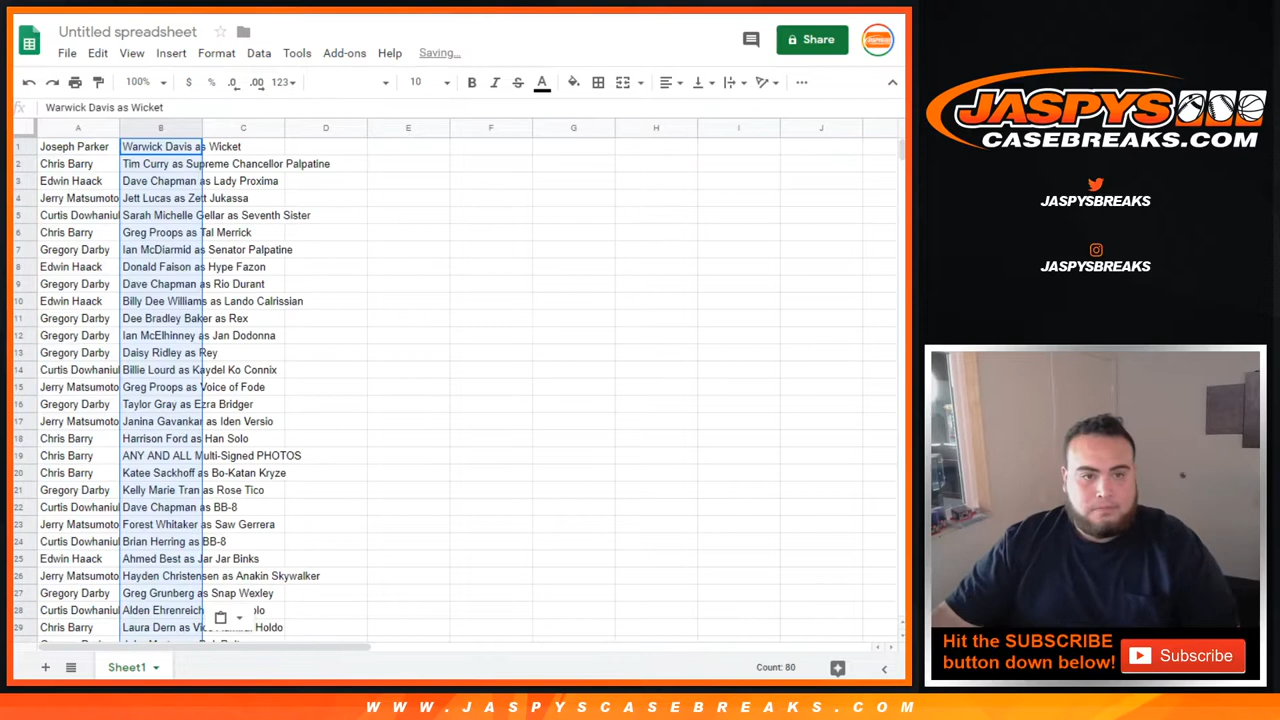 Untitled spreadsheet
File Edit View Insert Format Data Tools Add-ons Help Saving…
Share
100% $ % .0 .00 123 10 B I S A
fx Warwick Davis as Wicket
A B C D E F G H I J
1 Joseph Parker Warwick Davis as Wicket
2 Chris Barry Tim Curry as Supreme Chancellor Palpatine
3 Edwin Haack Dave Chapman as Lady Proxima
4 Jerry Matsumoto Jett Lucas as Zett Jukassa
5 Curtis Dowhaniul Sarah Michelle Gellar as Seventh Sister
6 Chris Barry Greg Proops as Tal Merrick
7 Gregory Darby Ian McDiarmid as Senator Palpatine
8 Edwin Haack Donald Faison as Hype Fazon
9 Gregory Darby Dave Chapman as Rio Durant
10 Edwin Haack Billy Dee Williams as Lando Calrissian
11 Gregory Darby Dee Bradley Baker as Rex
12 Gregory Darby Ian McElhinney as Jan Dodonna
13 Gregory Darby Daisy Ridley as Rey
14 Curtis Dowhaniul Billie Lourd as Kaydel Ko Connix
15 Jerry Matsumoto Greg Proops as Voice of Fode
16 Gregory Darby Taylor Gray as Ezra Bridger
17 Jerry Matsumoto Janina Gavankar as Iden Versio
18 Chris Barry Harrison Ford as Han Solo
19 Chris Barry ANY AND ALL Multi-Signed PHOTOS
20 Chris Barry Katee Sackhoff as Bo-Katan Kryze
21 Gregory Darby Kelly Marie Tran as Rose Tico
22 Curtis Dowhaniul Dave Chapman as BB-8
23 Jerry Matsumoto Forest Whitaker as Saw Gerrera
24 Curtis Dowhaniul Brian Herring as BB-8
25 Edwin Haack Ahmed Best as Jar Jar Binks
26 Jerry Matsumoto Hayden Christensen as Anakin Skywalker
27 Gregory Darby Greg Grunberg as Snap Wexley
28 Curtis Dowhaniul Alden Ehrenreich olo
29 Chris Barry Laura Dern as Vi Holdo
Sheet1
Count: 80
JASPYS
CASEBREAKS.COM
JASPYSBREAKS
JASPYSBREAKS
Hit the SUBSCRIBE
button down below!
Subscribe
WWW.JASPYSCASEBREAKS.COM